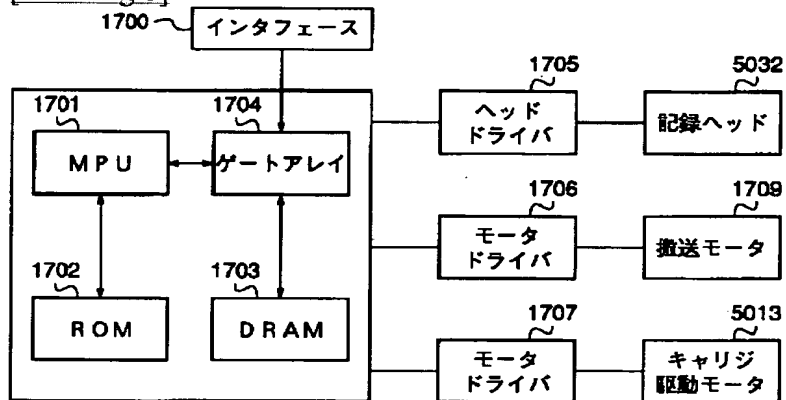 1700
インタフェース
1705
5032
1701
1704
ヘッド
ドライバ
記録ヘッド
MPU
ゲートアレイ
1706
1709
モータ
ドライバ
搬送モータ
1702
1703
ROM
DRAM
1707
5013
モータ
ドライバ
キャリジ
駆動モータ